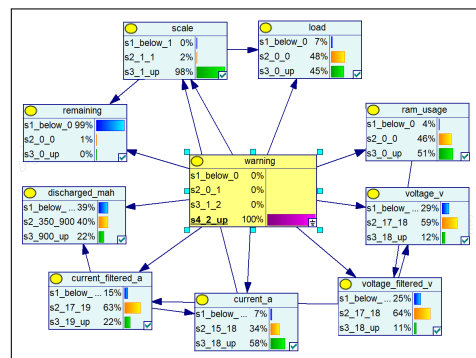 scale
s1_below_1 0%
s2_1_1 2%
s3_1_up 98%
load
s1_below_0 7%
s2_0_0 48%
s3_0_up 45%
remaining
s1_below_0 99%
s2_0_0 1%
s3_0_up 0%
ram_usage
s1_below_0 4%
s2_0_0 46%
s3_0_up 51%
warning
s1_below_0 0%
s2_0_1 0%
s3_1_2 0%
s4_2_up 100%
discharged_mah
s1_below_... 39%
s2_350_900 40%
s3_900_up 22%
voltage_v
s1_below_... 29%
s2_17_18 59%
s3_18_up 12%
current_filtered_a
s1_below_... 15%
s2_17_19 63%
s3_19_up 22%
current_a
s1_below_... 7%
s2_15_18 34%
s3_18_up 58%
voltage_filtered_v
s1_below_... 25%
s2_17_18 64%
s3_18_up 11%